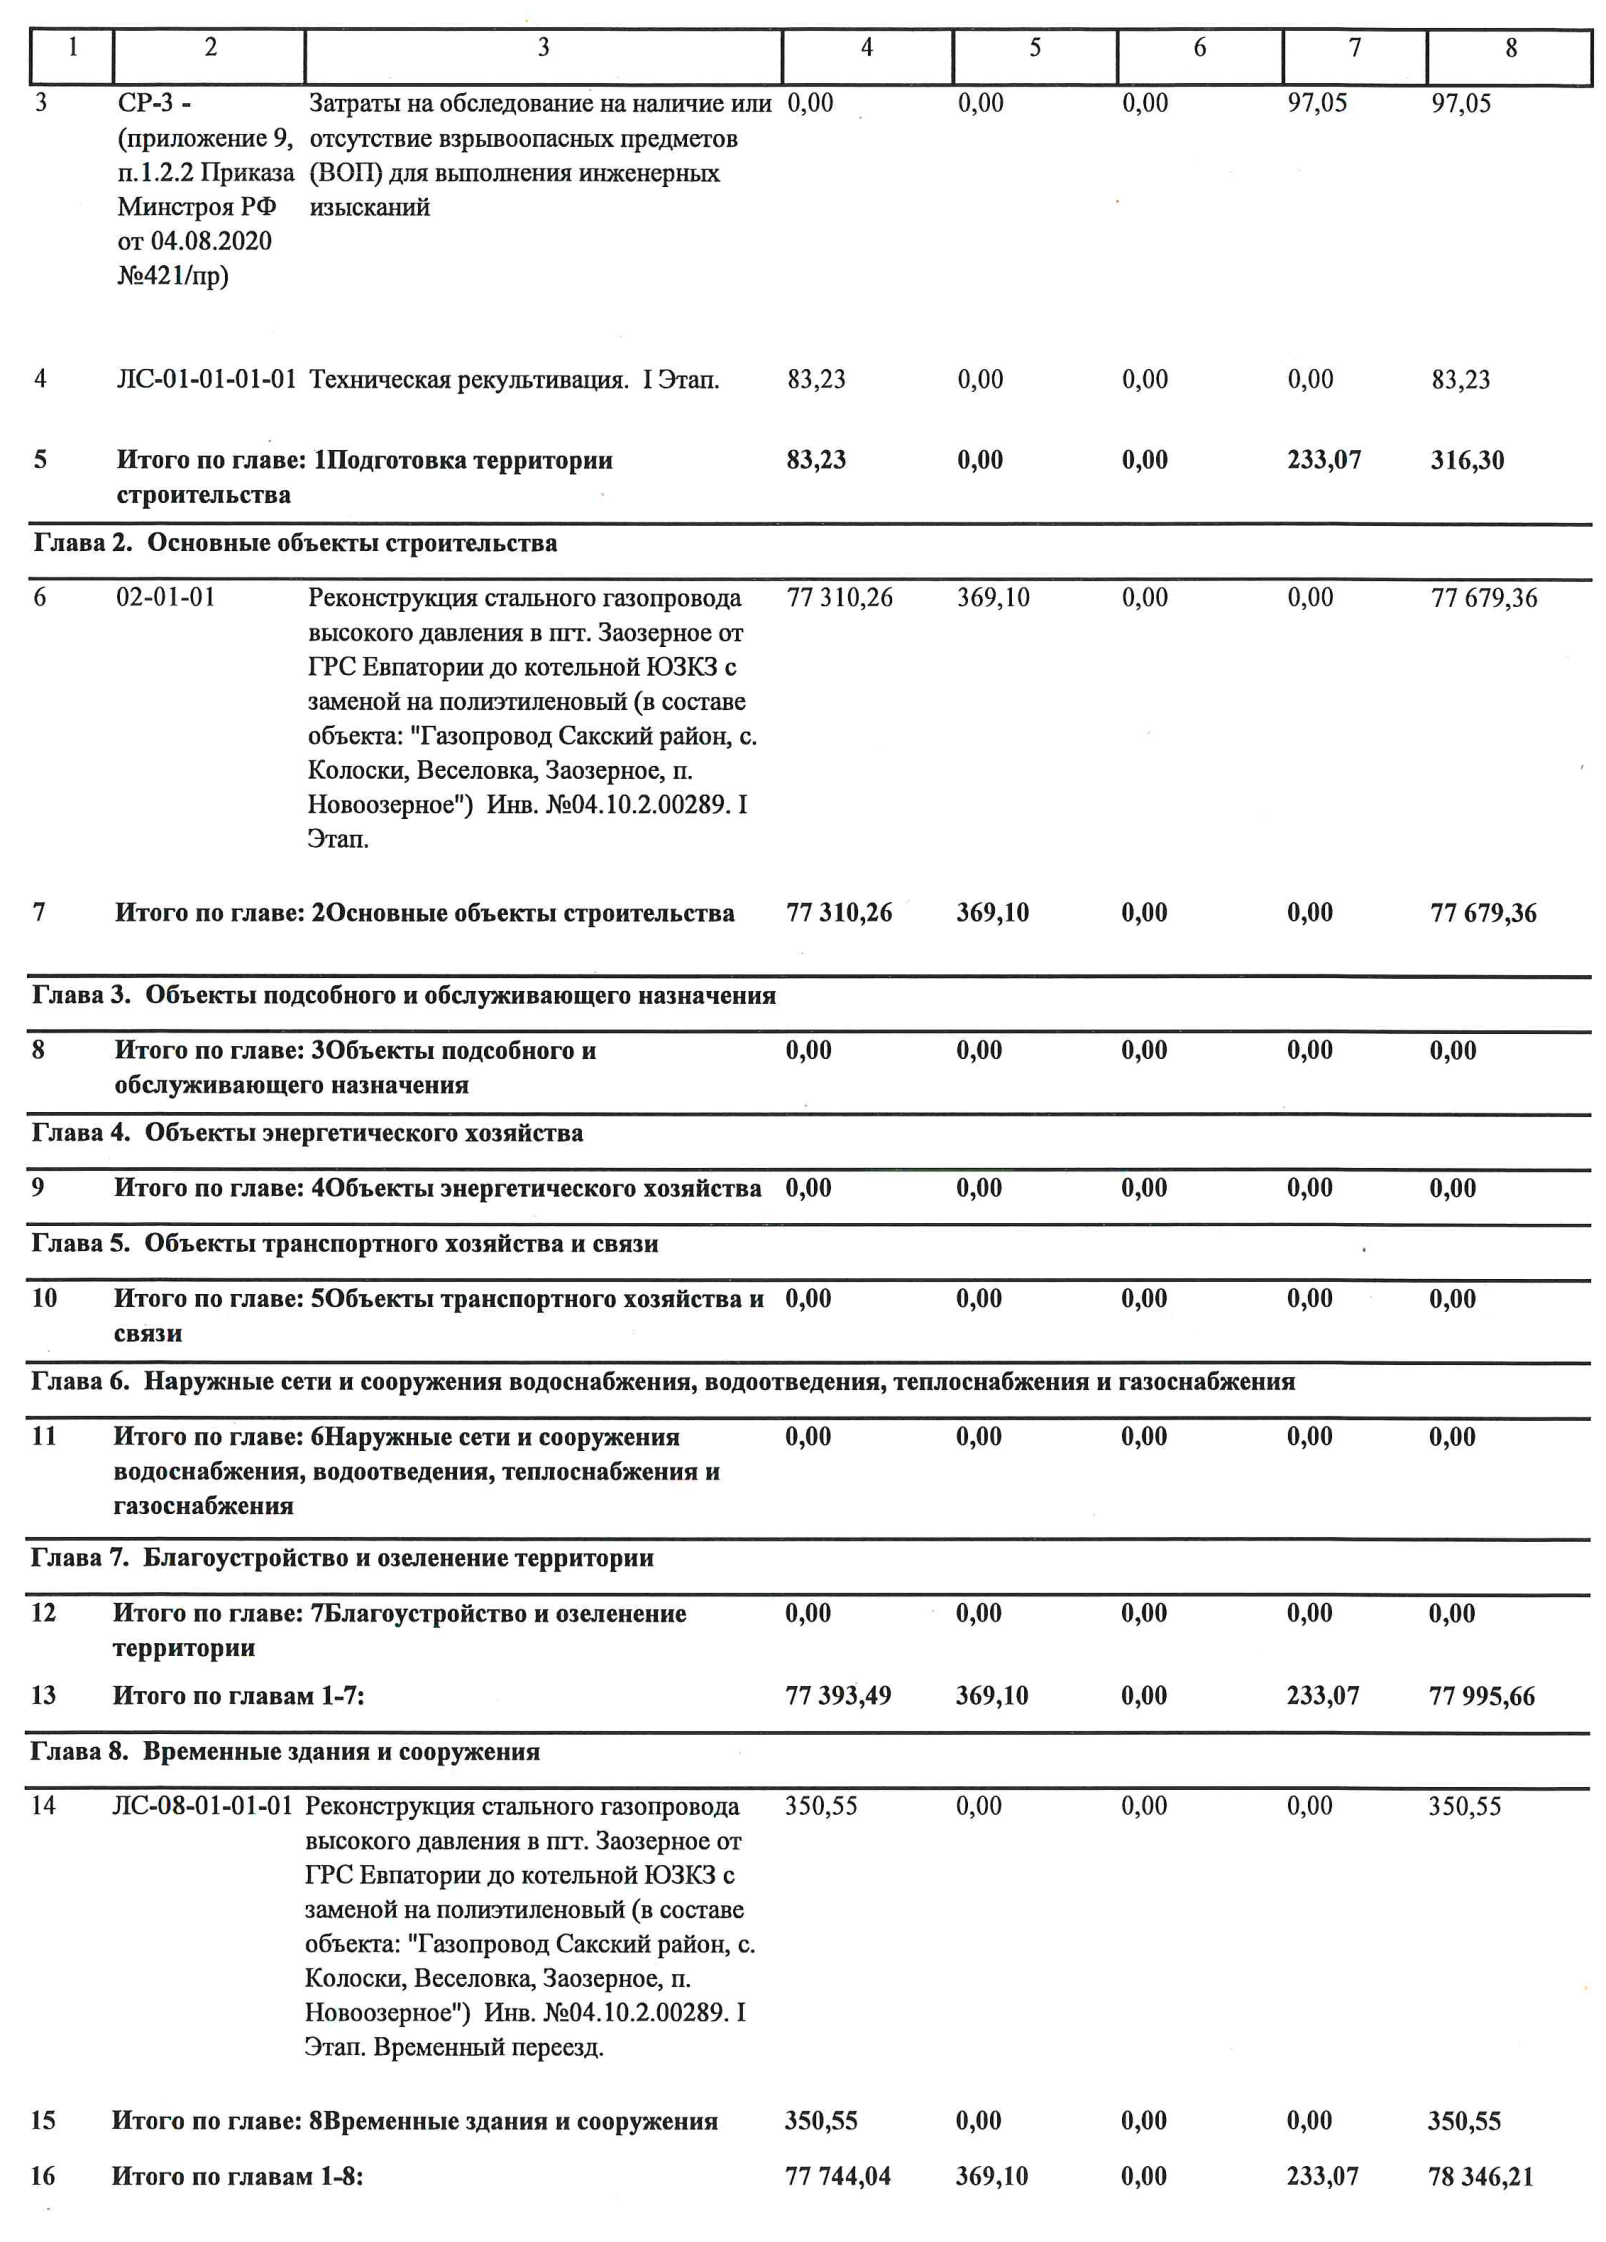 1 2 3 4 5 6 7 8
3 СР-3 - Затраты на обследование на наличие или 0,00 0,00 0,00 97,05 97,05
(приложение 9, отсутствие взрывоопасных предметов
п.1.2.2 Приказа (ВОП) для выполнения инженерных
Минстроя РФ изысканий
от 04.08.2020
№421/пр)
4 ЛС-01-01-01-01 Техническая рекультивация. I Этап. 83,23 0,00 0,00 0,00 83,23
5 Итого по главе: 1Подготовка территории 83,23 0,00 0,00 233,07 316,30
строительства
Глава 2. Основные объекты строительства
6 02-01-01 Реконструкция стального газопровода 77 310,26 369,10 0,00 0,00 77 679,36
высокого давления в пгт. Заозерное от
ГРС Евпатории до котельной ЮЗКЗ с
заменой на полиэтиленовый (в составе
объекта: "Газопровод Сакский район, с.
Колоски, Веселовка, Заозерное, п.
Новоозерное") Инв. №04.10.2.00289. I
Этап.
7 Итого по главе: 2Основные объекты строительства 77 310,26 369,10 0,00 0,00 77 679,36
Глава 3. Объекты подсобного и обслуживающего назначения
8 Итого по главе: 3Объекты подсобного и 0,00 0,00 0,00 0,00 0,00
обслуживающего назначения
Глава 4. Объекты энергетического хозяйства
9 Итого по главе: 4Объекты энергетического хозяйства 0,00 0,00 0,00 0,00 0,00
Глава 5. Объекты транспортного хозяйства и связи
10 Итого по главе: 5Объекты транспортного хозяйства и 0,00 0,00 0,00 0,00 0,00
связи
Глава 6. Наружные сети и сооружения водоснабжения, водоотведения, теплоснабжения и газоснабжения
11 Итого по главе: 6Наружные сети и сооружения 0,00 0,00 0,00 0,00 0,00
водоснабжения, водоотведения, теплоснабжения и
газоснабжения
Глава 7. Благоустройство и озеленение территории
12 Итого по главе: 7Благоустройство и озеленение 0,00 0,00 0,00 0,00 0,00
территории
13 Итого по главам 1-7: 77 393,49 369,10 0,00 233,07 77 995,66
Глава 8. Временные здания и сооружения
14 ЛС-08-01-01-01 Реконструкция стального газопровода 350,55 0,00 0,00 0,00 350,55
высокого давления в пгт. Заозерное от
ГРС Евпатории до котельной ЮЗКЗ с
заменой на полиэтиленовый (в составе
объекта: "Газопровод Сакский район, с.
Колоски, Веселовка, Заозерное, п.
Новоозерное") Инв. №04.10.2.00289. I
Этап. Временный переезд.
15 Итого по главе: 8Временные здания и сооружения 350,55 0,00 0,00 0,00 350,55
16 Итого по главам 1-8: 77 744,04 369,10 0,00 233,07 78 346,21